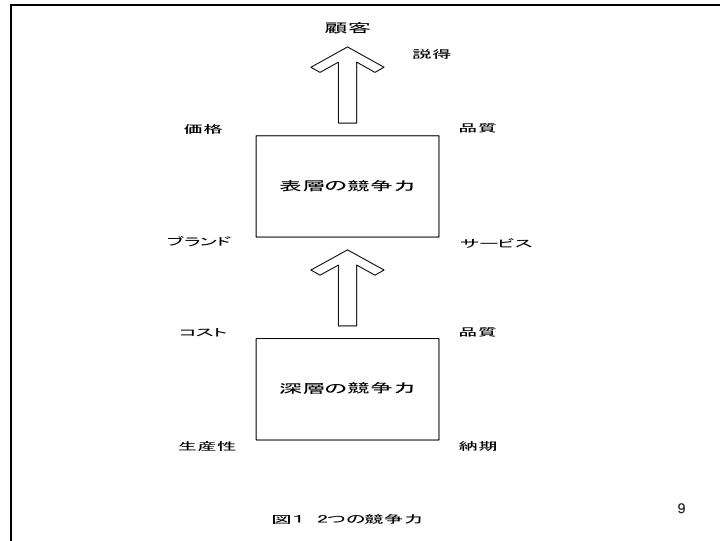 顧客
説得
価格 品質
表層の競争力
ブランド サービス
コスト 品質
深層の競争力
生産性 納期
図1 2つの競争力
9